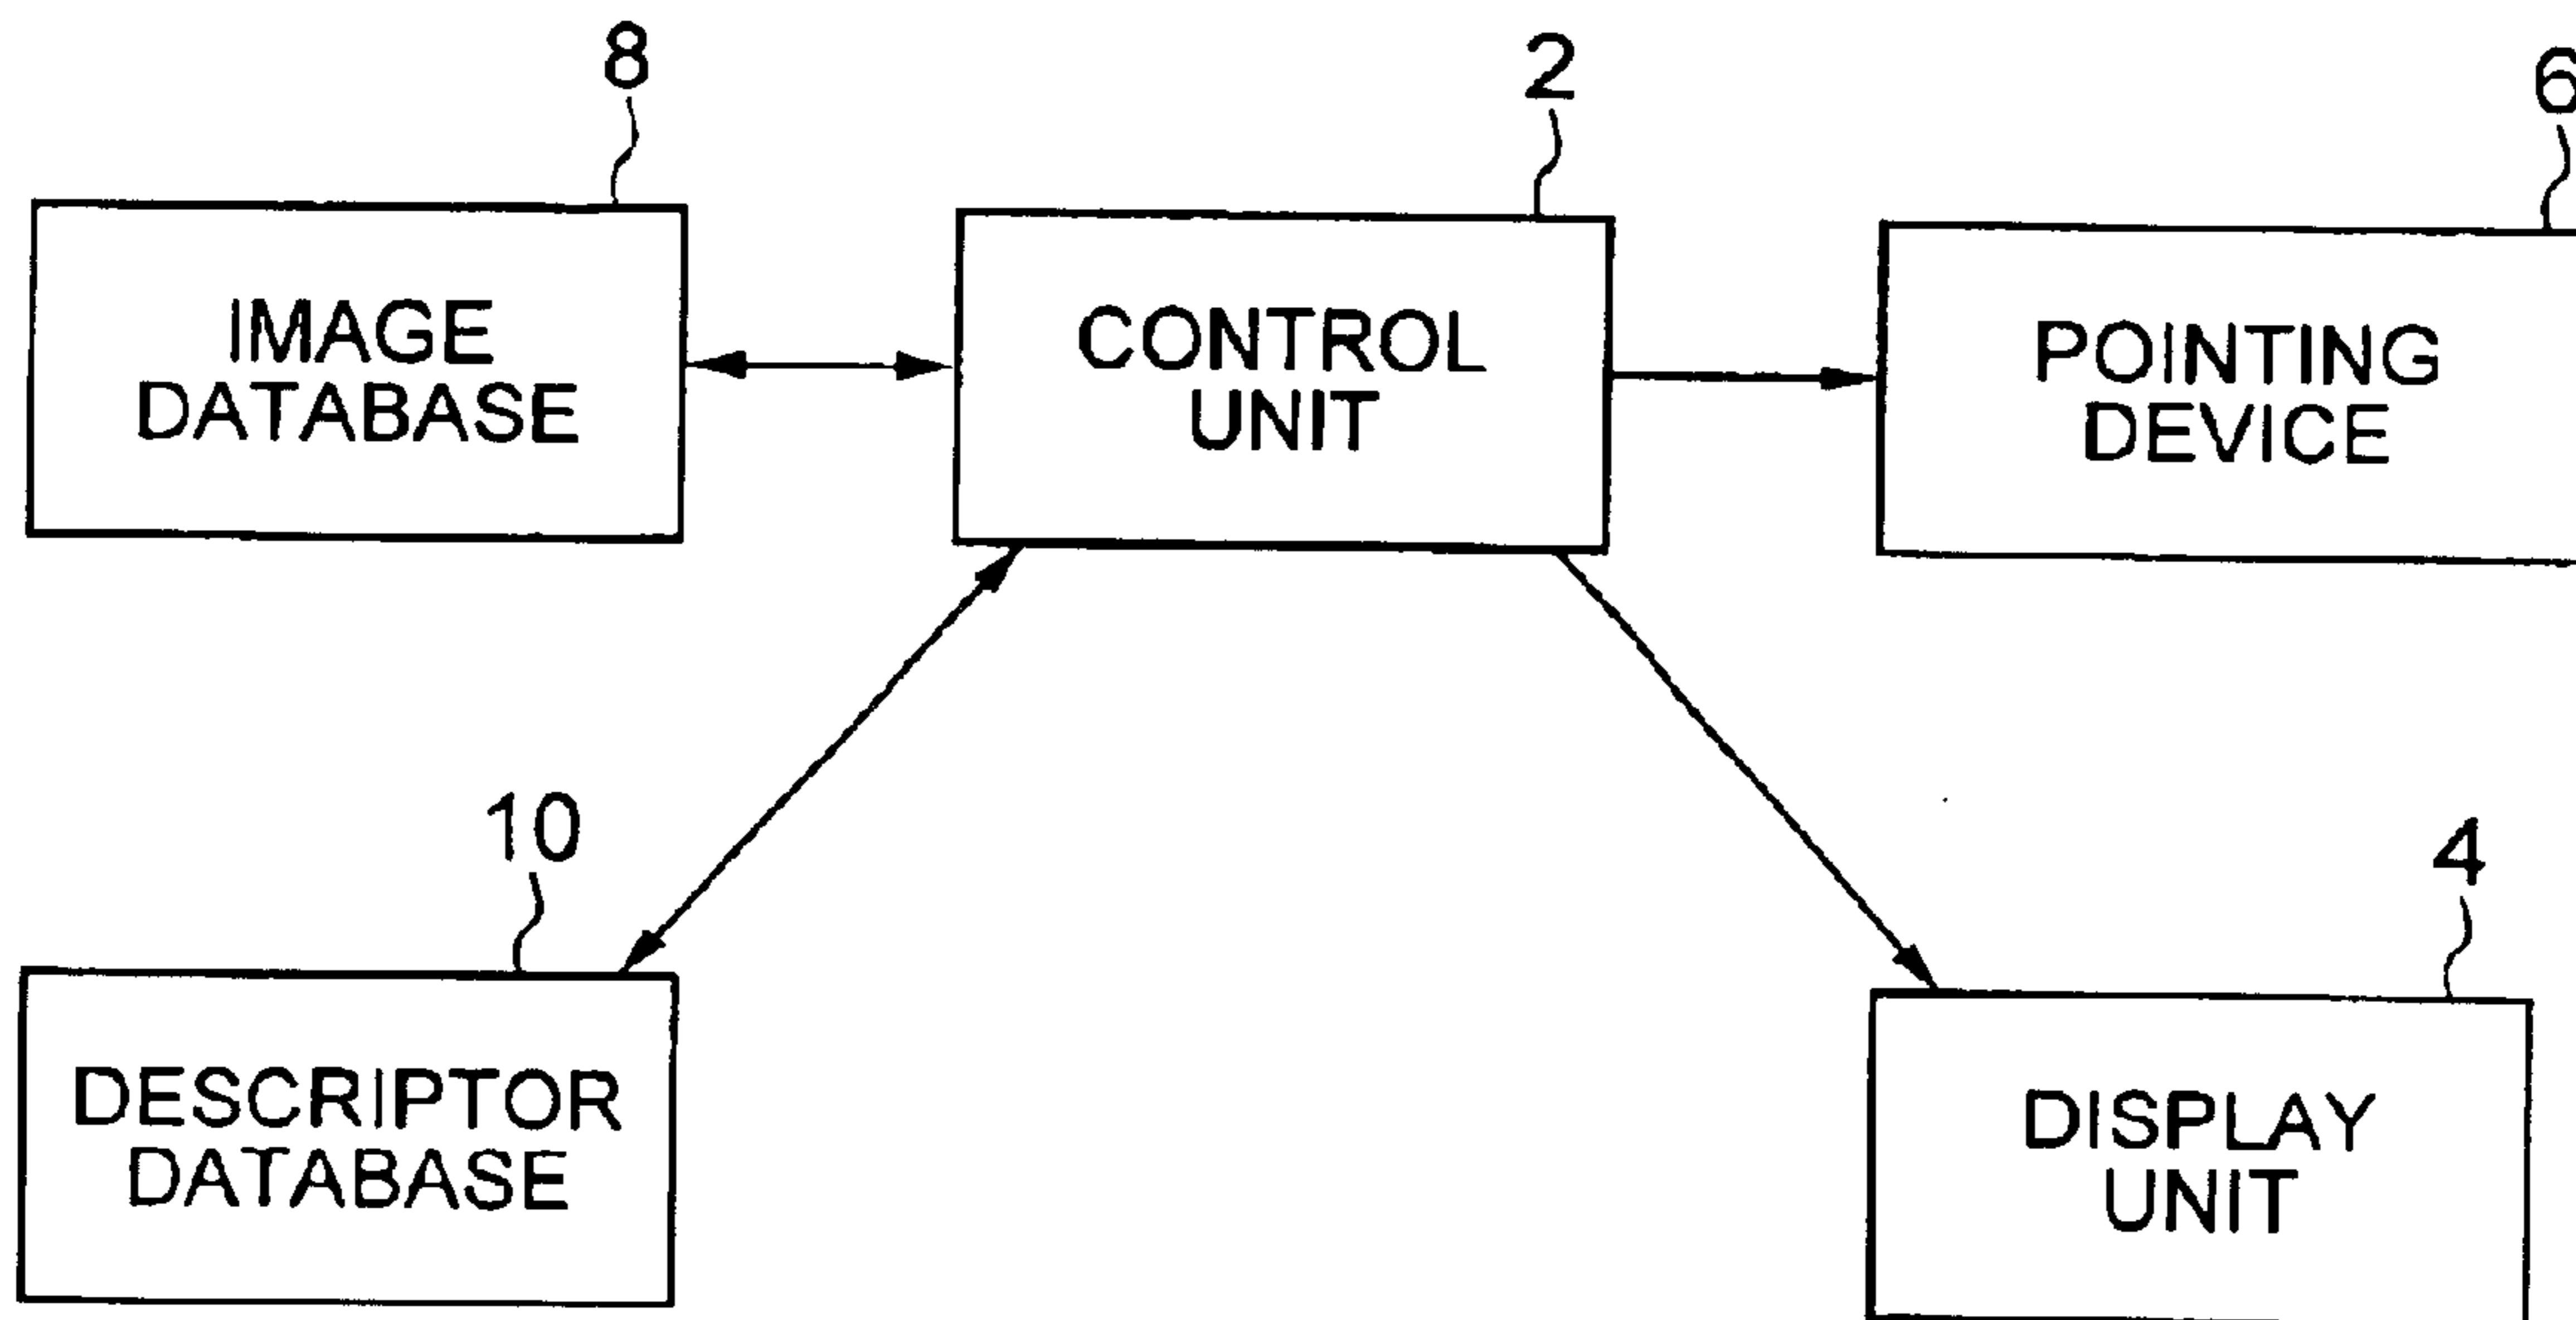 8
2
6
IMAGE
DATABASE
CONTROL
UNIT
POINTING
DEVICE
10
4
DESCRIPTOR
DATABASE
DISPLAY
UNIT